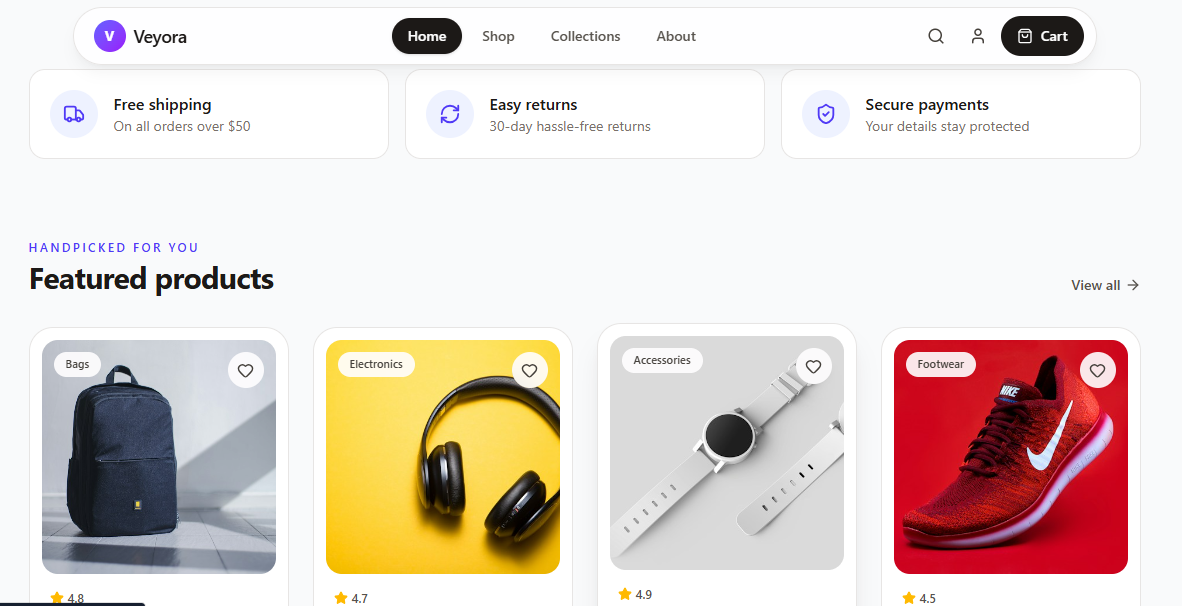 V Veyora
Home
Shop
Collections
About
Cart
Free shipping
On all orders over $50
Easy returns
30-day hassle-free returns
Secure payments
Your details stay protected
HANDPICKED FOR YOU
Featured products
View all
Bags
Electronics
Accessories
Footwear
NIKE
4.8
4.7
4.9
4.5